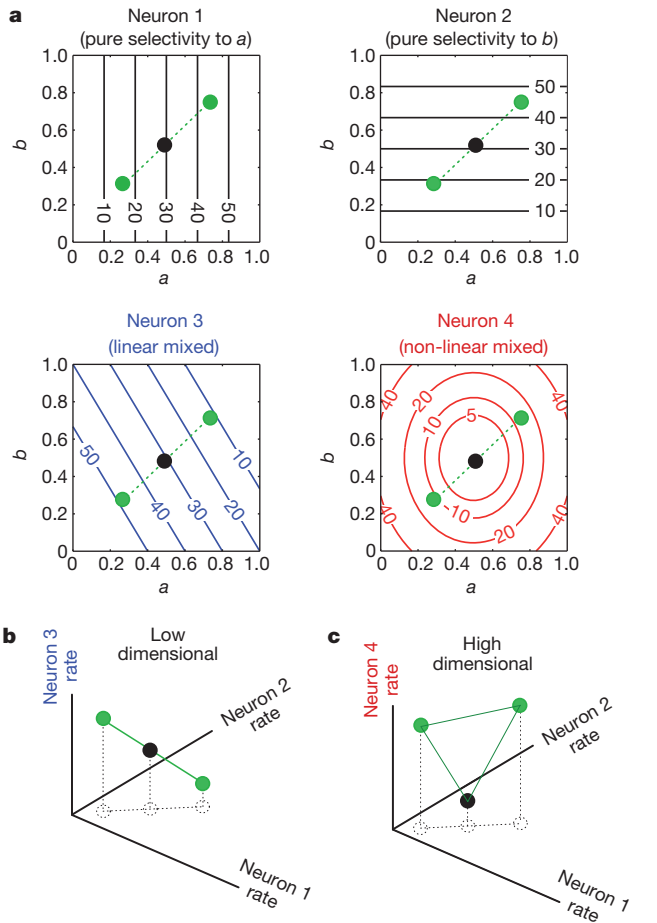 a
Neuron 1
(pure selectivity to a)
1.0
0.8
0.6
0.4
0.2
0
b
10
20
30
40
50
0
0.2
0.4
0.6
0.8
1.0
a
Neuron 2
(pure selectivity to b)
1.0
0.8
0.6
0.4
0.2
0
b
50
40
30
20
10
0
0.2
0.4
0.6
0.8
1.0
a
Neuron 3
(linear mixed)
1.0
0.8
0.6
0.4
0.2
0
b
50
40
30
20
10
0
0.2
0.4
0.6
0.8
1.0
a
Neuron 4
(non-linear mixed)
1.0
0.8
0.6
0.4
0.2
0
b
40
20
10
5
40
10
20
40
40
0
0.2
0.4
0.6
0.8
1.0
a
b
Low
dimensional
Neuron 3
rate
Neuron 2
rate
Neuron 1
rate
c
High
dimensional
Neuron 4
rate
Neuron 2
rate
Neuron 1
rate